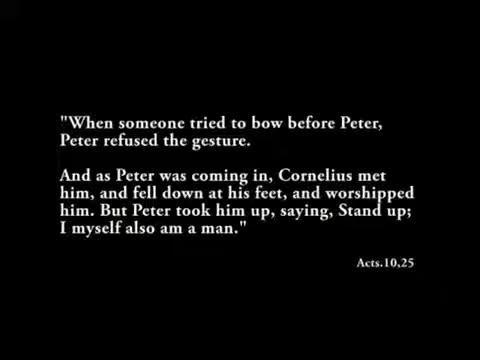 "When someone tried to bow before Peter,
Peter refused the gesture.
And as Peter was coming in, Cornelius met
him, and fell down at his feet, and worshipped
him. But Peter took him up, saying, Stand up;
I myself also am a man."
Acts.10,25